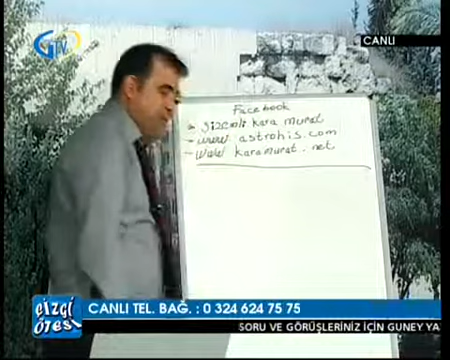 GTV
CANLI
Facebook
→ gizemli kara murat
- www astrohis.com
- www karamurat.net
çizgi
ötesi
CANLI TEL. BAĞ. : 0 324 624 75 75
SORU VE GÖRÜŞLERİNİZ İÇİN GUNEY YA